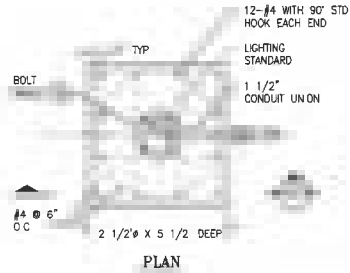 12-#4 WITH 90° STD
HOOK EACH END
TYP
LIGHTING
STANDARD
BOLT
1 1/2"
CONDUIT UNION
#4 @ 6"
O.C
2 1/2'ø X 5 1/2 DEEP
PLAN